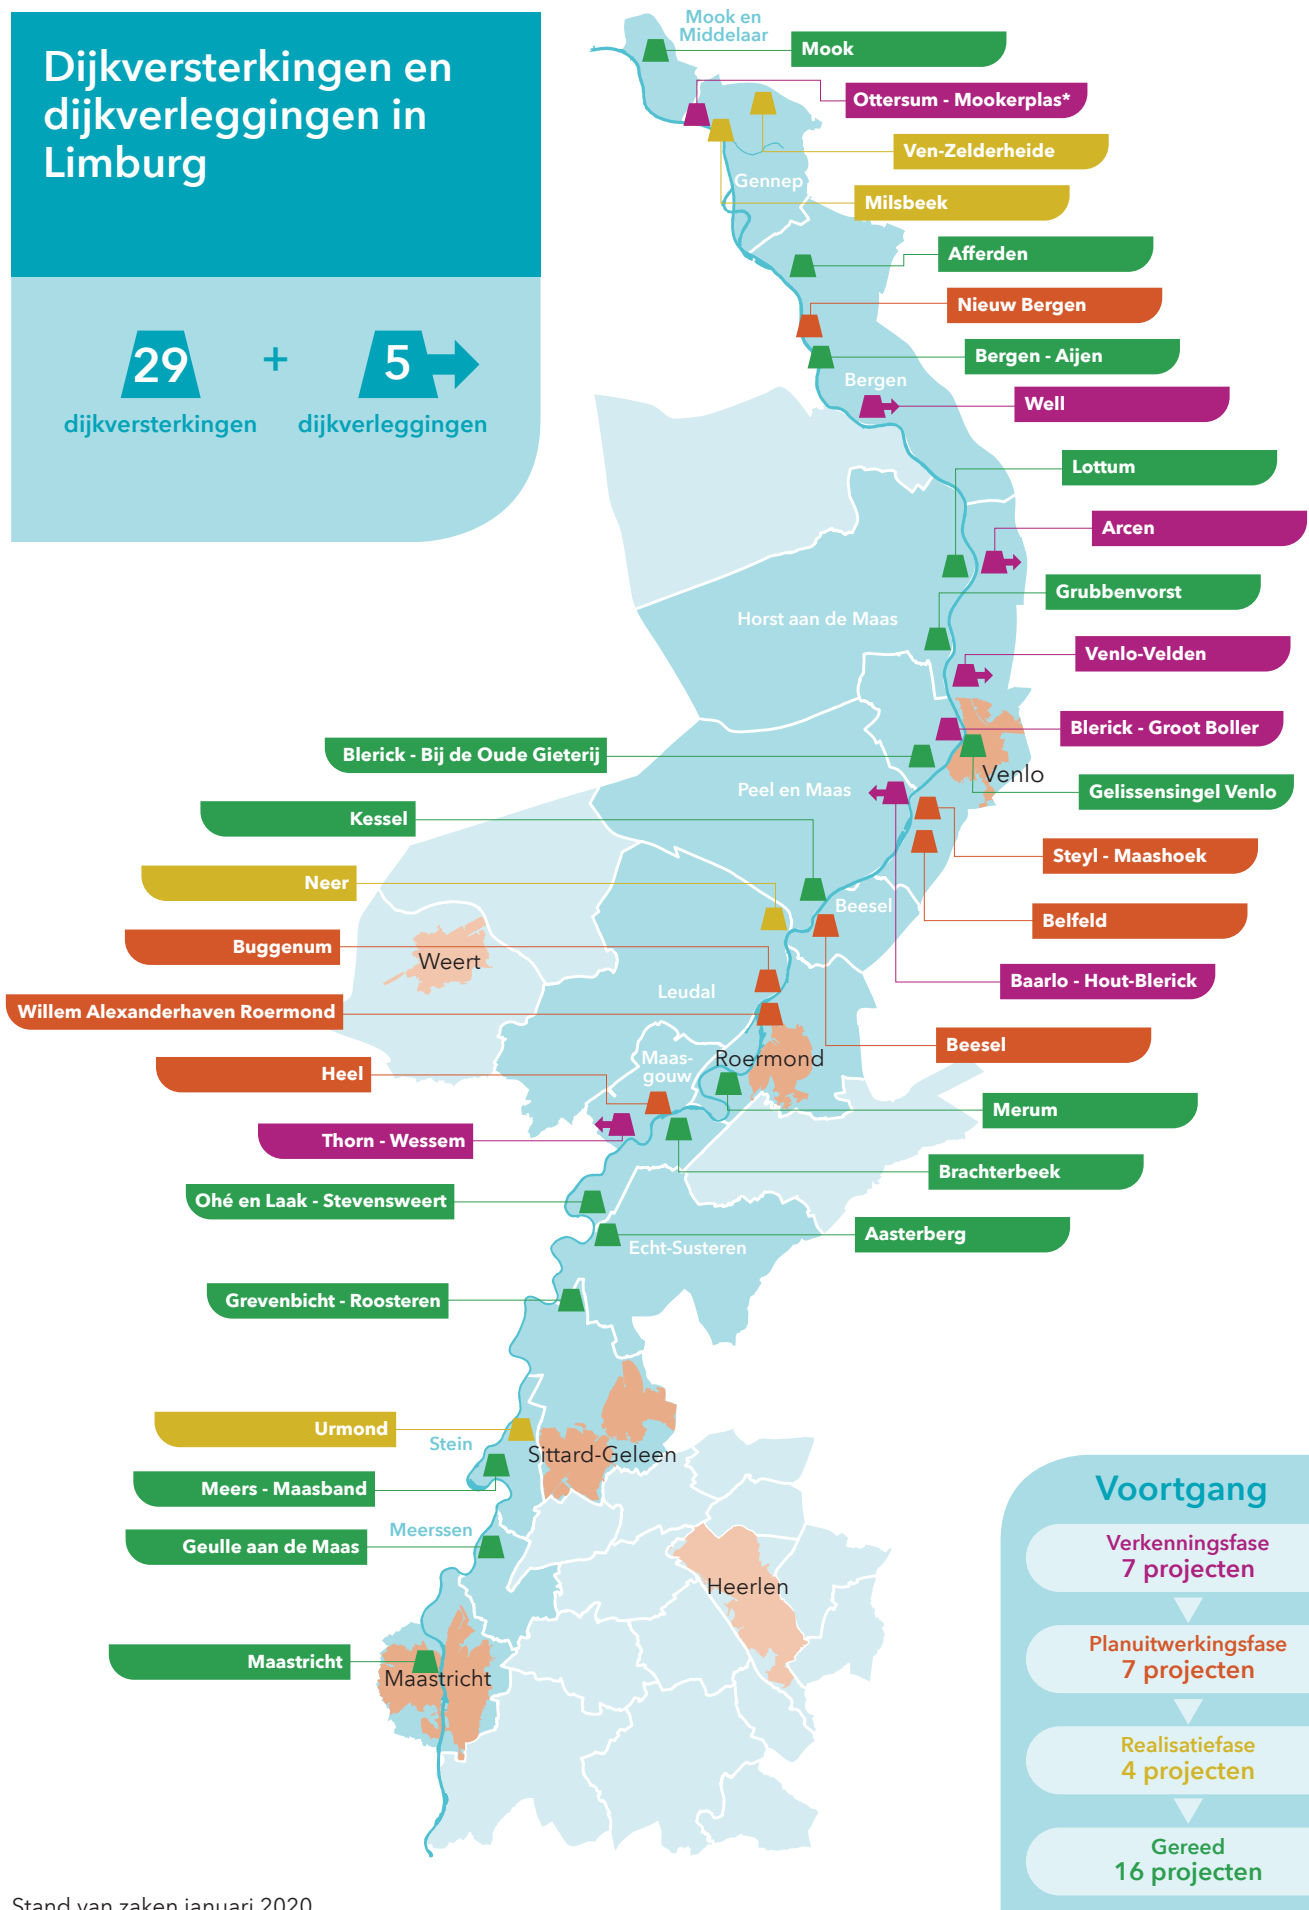 Dijkversterkingen en
dijkverleggingen in
Limburg
29
+
5
dijkversterkingen
dijkverleggingen
Mook en
Middelaar
Mook
Ottersum - Mookerplas*
Ven-Zelderheide
Gennep
Milsbeek
Afferden
Nieuw Bergen
Bergen - Aijen
Bergen
Well
Lottum
Arcen
Grubbenvorst
Horst aan de Maas
Venlo-Velden
Blerick - Groot Boller
Blerick - Bij de Oude Gieterij
Venlo
Peel en Maas
Gelissensingel Venlo
Kessel
Steyl - Maashoek
Neer
Beesel
Belfeld
Buggenum
Weert
Baarlo - Hout-Blerick
Leudal
Willem Alexanderhaven Roermond
Beesel
Maas-
gouw
Roermond
Heel
Merum
Thorn - Wessem
Brachterbeek
Ohé en Laak - Stevensweert
Aasterberg
Echt-Susteren
Grevenbicht - Roosteren
Urmond
Stein
Sittard-Geleen
Meers - Maasband
Meerssen
Geulle aan de Maas
Heerlen
Maastricht
Maastricht
Voortgang
Verkenningsfase
7 projecten
Planuitwerkingsfase
7 projecten
Realisatiefase
4 projecten
Gereed
16 projecten
Stand van zaken januari 2020